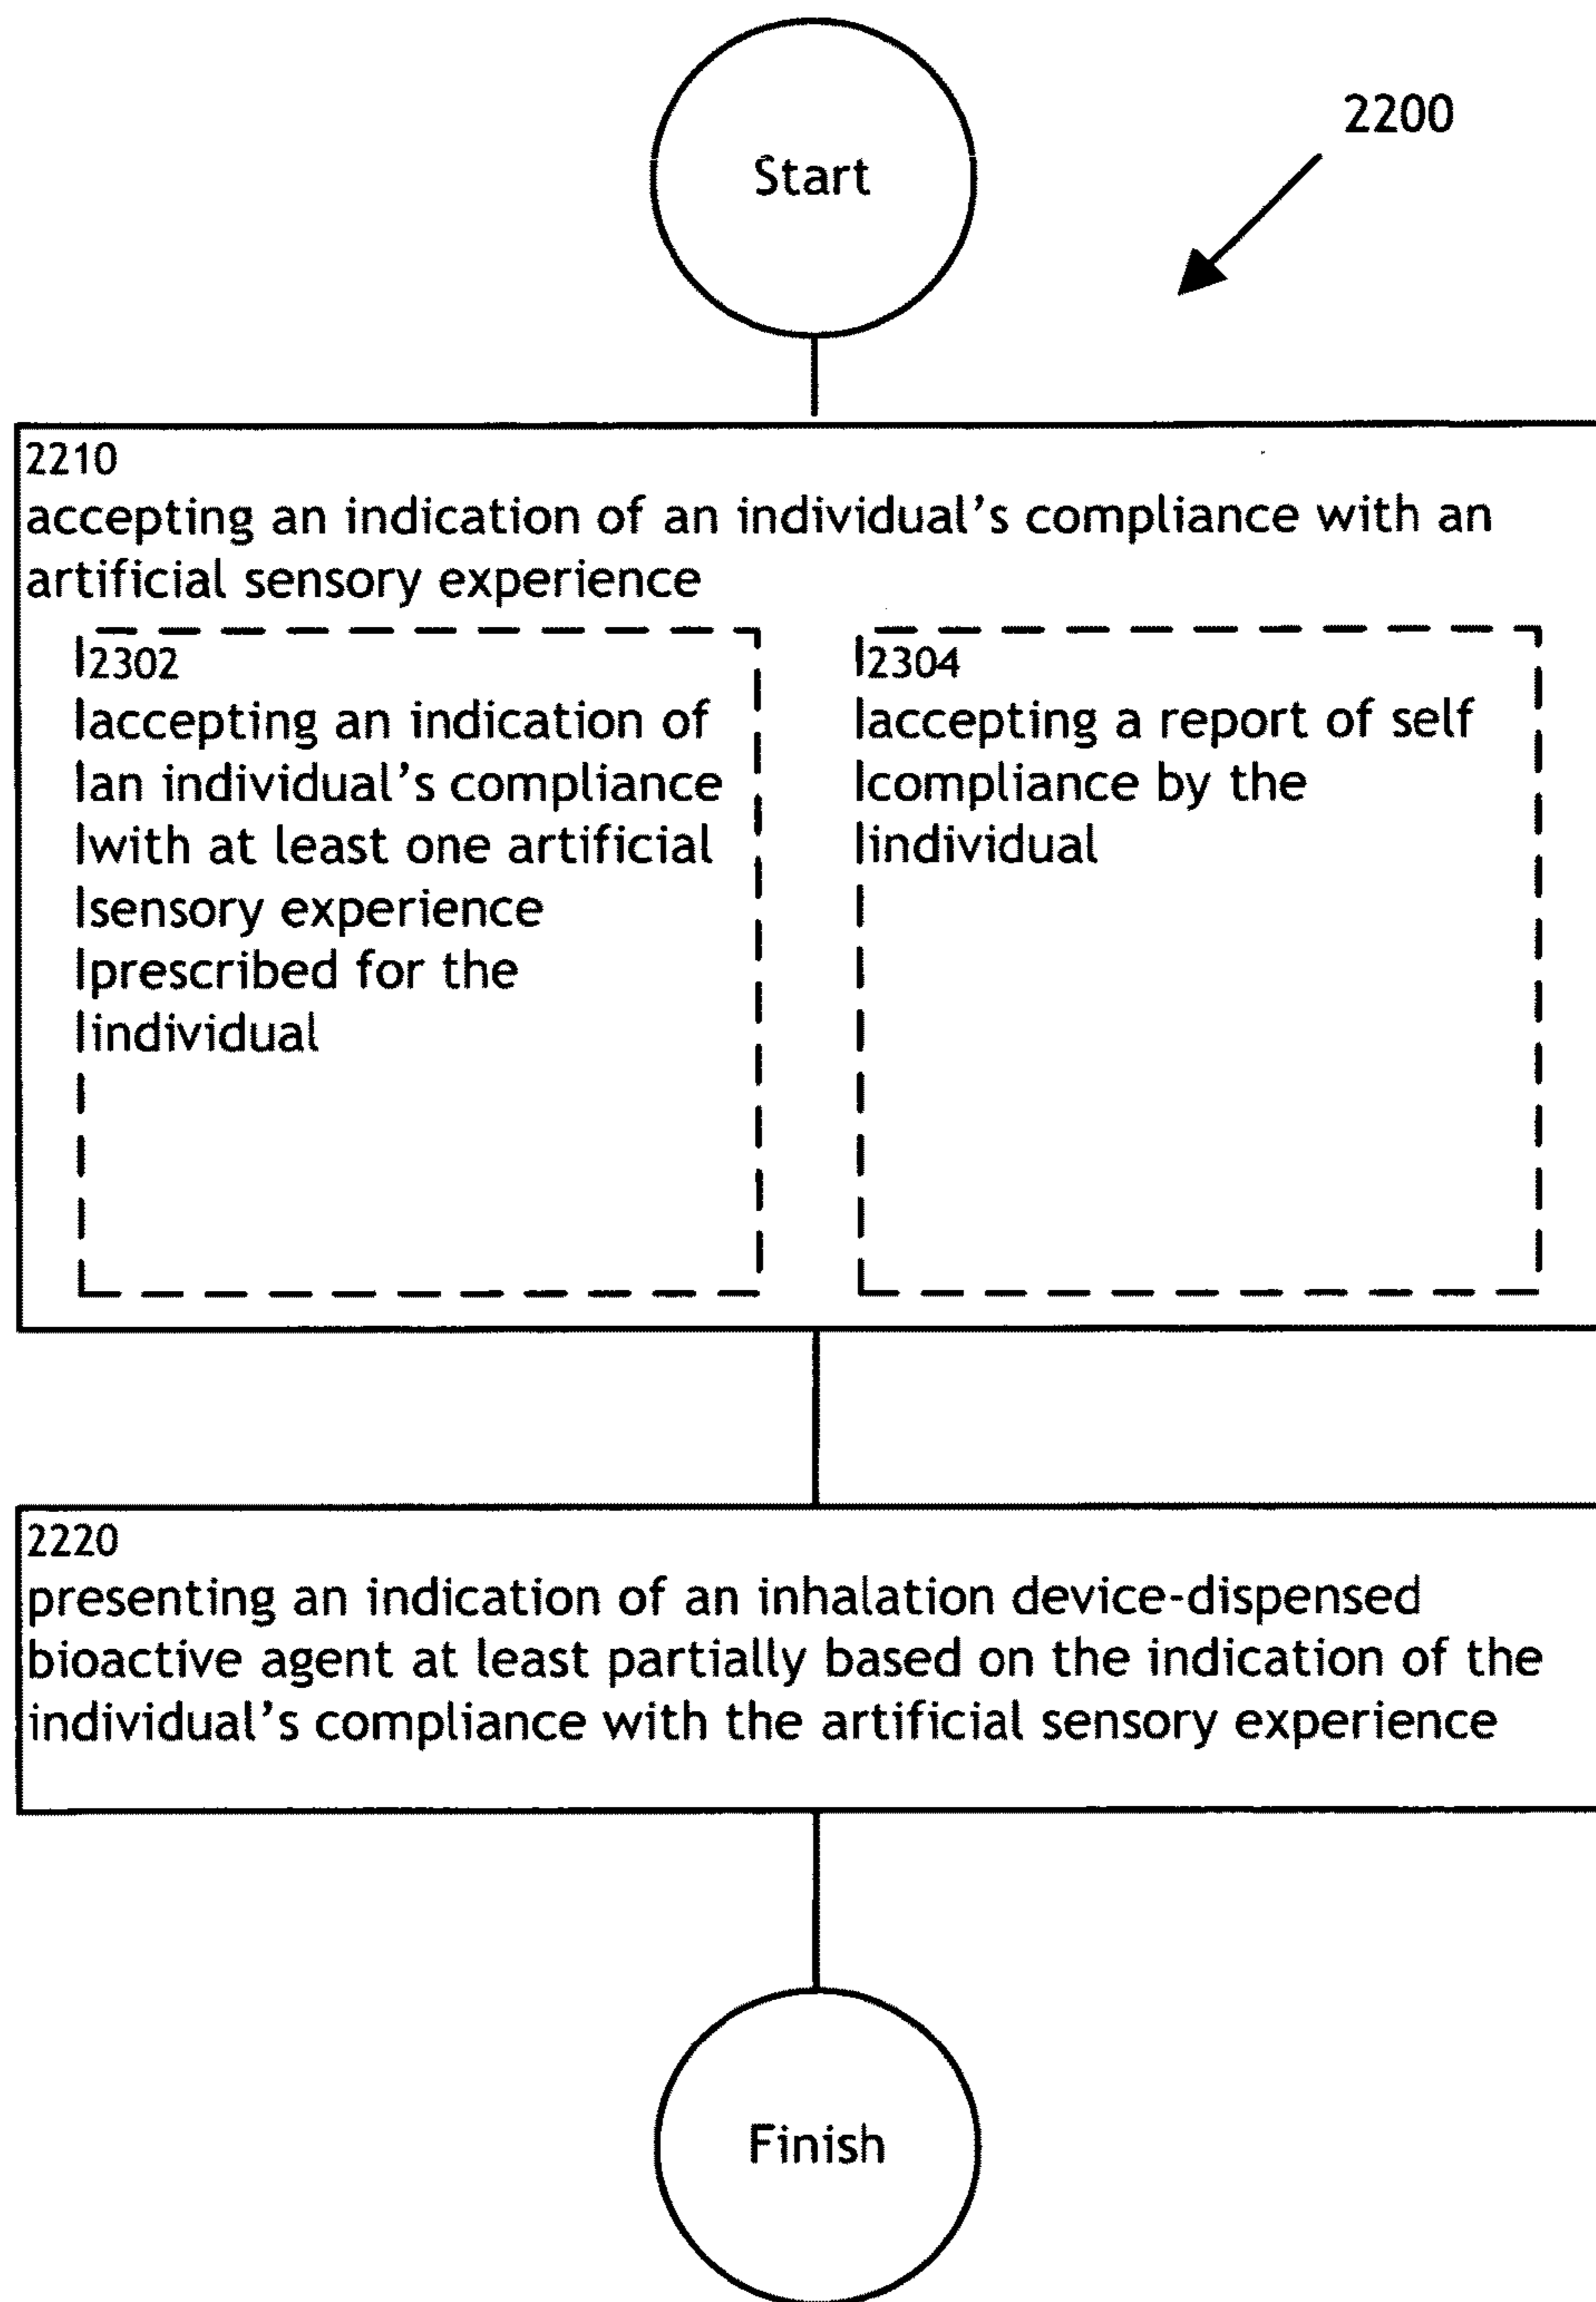 Start
2200
2210
accepting an indication of an individual's compliance with an
artificial sensory experience
2302
accepting an indication of
an individual's compliance
with at least one artificial
sensory experience
prescribed for the
individual
2304
accepting a report of self
compliance by the
individual
2220
presenting an indication of an inhalation device-dispensed
bioactive agent at least partially based on the indication of the
individual's compliance with the artificial sensory experience
Finish